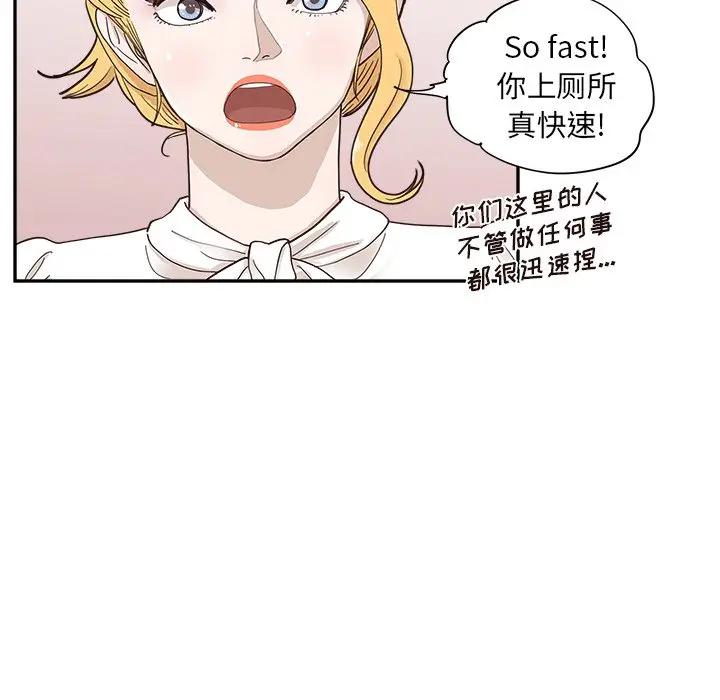 So fast!
你上厕所
真快速!
你们这里的人
不管做任何事
都很迅速捏...